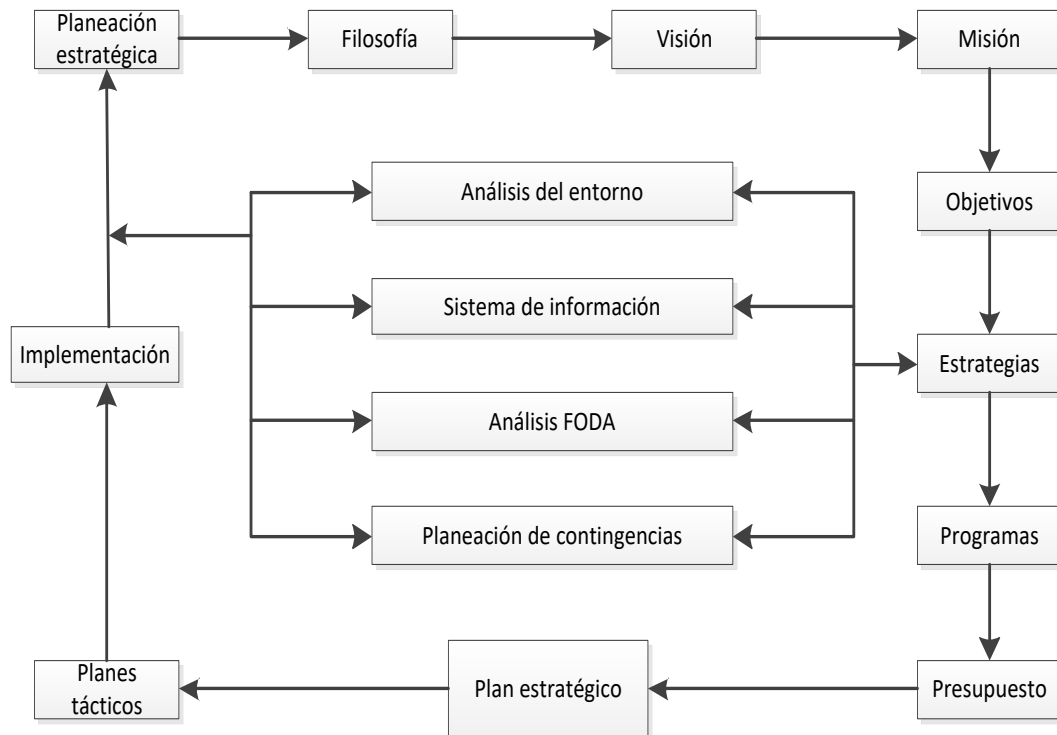 Planeación
estratégica
Filosofía
Visión
Misión
Análisis del entorno
Objetivos
Sistema de información
Implementación
Estrategias
Análisis FODA
Planeación de contingencias
Programas
Planes
tácticos
Plan estratégico
Presupuesto